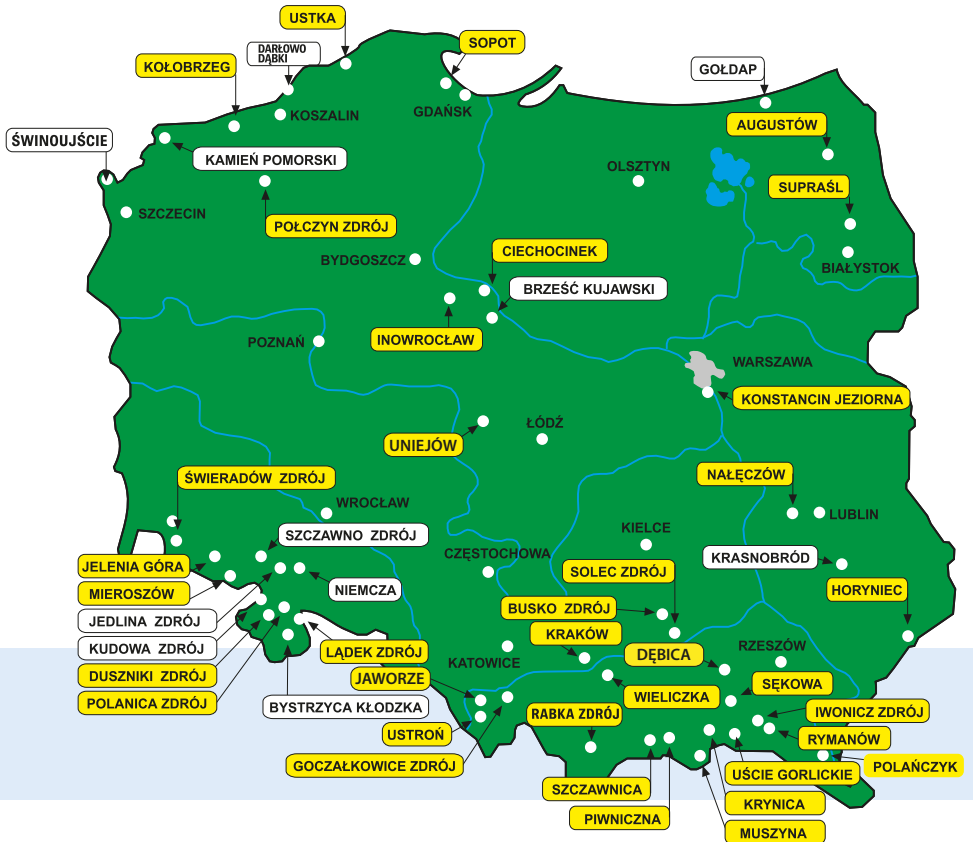 USTKA
SOPOT
DARŁOWO
DĄBKI
KOŁOBRZEG
GOŁDAP
KOSZALIN
GDAŃSK
AUGUSTÓW
ŚWINOUJŚCIE
KAMIEŃ POMORSKI
OLSZTYN
SUPRAŚL
SZCZECIN
POŁCZYN ZDRÓJ
CIECHOCINEK
BYDGOSZCZ
BIAŁYSTOK
BRZEŚĆ KUJAWSKI
INOWROCŁAW
POZNAŃ
WARSZAWA
KONSTANCIN JEZIORNA
ŁÓDŹ
UNIEJÓW
ŚWIERADÓW ZDRÓJ
NAŁĘCZÓW
WROCŁAW
LUBLIN
KIELCE
SZCZAWNO ZDRÓJ
CZĘSTOCHOWA
KRASNOBRÓD
JELENIA GÓRA
SOLEC ZDRÓJ
MIEROSZÓW
NIEMCZA
HORYNIEC
BUSKO ZDRÓJ
JEDLINA ZDRÓJ
KRAKÓW
KUDOWA ZDRÓJ
LĄDEK ZDRÓJ
DĘBICA
RZESZÓW
KATOWICE
DUSZNIKI ZDRÓJ
JAWORZE
SĘKOWA
POLANICA ZDRÓJ
BYSTRZYCA KŁODZKA
WIELICZKA
RABKA ZDRÓJ
IWONICZ ZDRÓJ
USTROŃ
RYMANÓW
GOCZAŁKOWICE ZDRÓJ
POLAŃCZYK
UŚCIE GORLICKIE
SZCZAWNICA
KRYNICA
PIWNICZNA
MUSZYNA